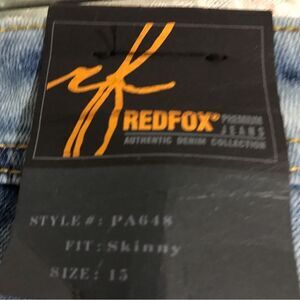 REDFOX® PREMIUM JEANS
AUTHENTIC DENIM COLLECTION
STYLE#: PA648
FIT: Skinny
SIZE: 15